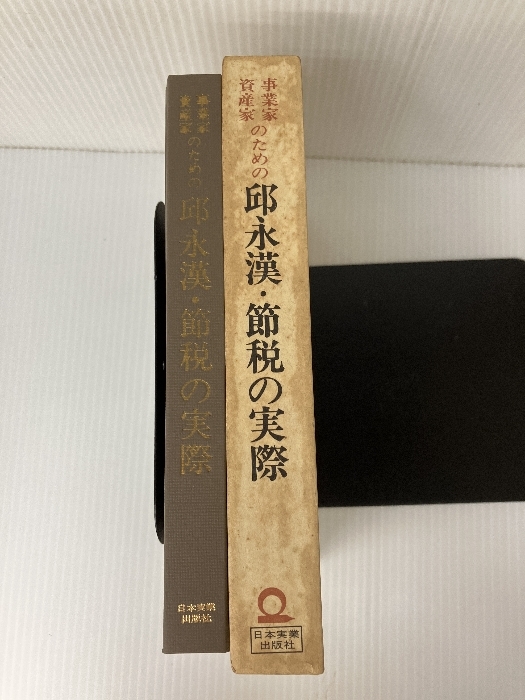 事業家
資産家
のための
邱永漢・節税の実際
日本実業
出版社
事業家
資産家
のための
邱永漢・節税の実際
日本実業
出版社